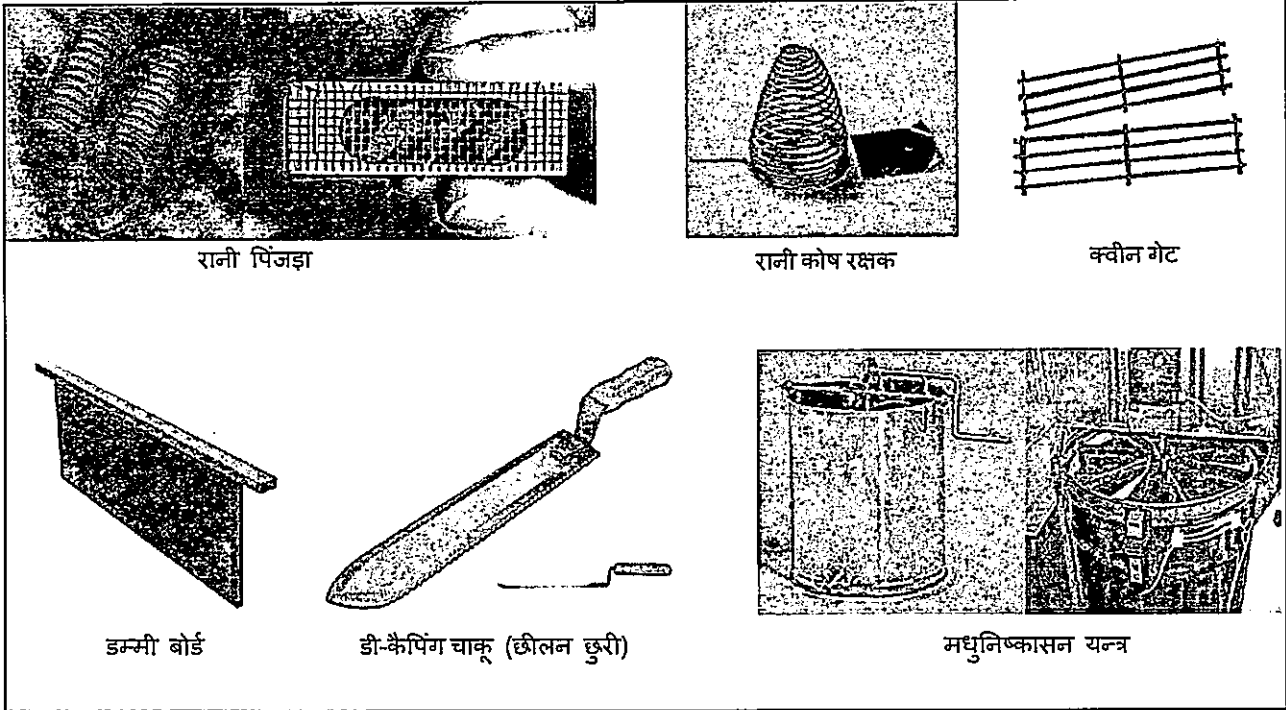 रानी पिंजड़ा
रानी कोष रक्षक
क्वीन गेट
डम्मी बोर्ड
डी-कैपिंग चाकू (छीलन छुरी)
मधुनिष्कासन यन्त्र